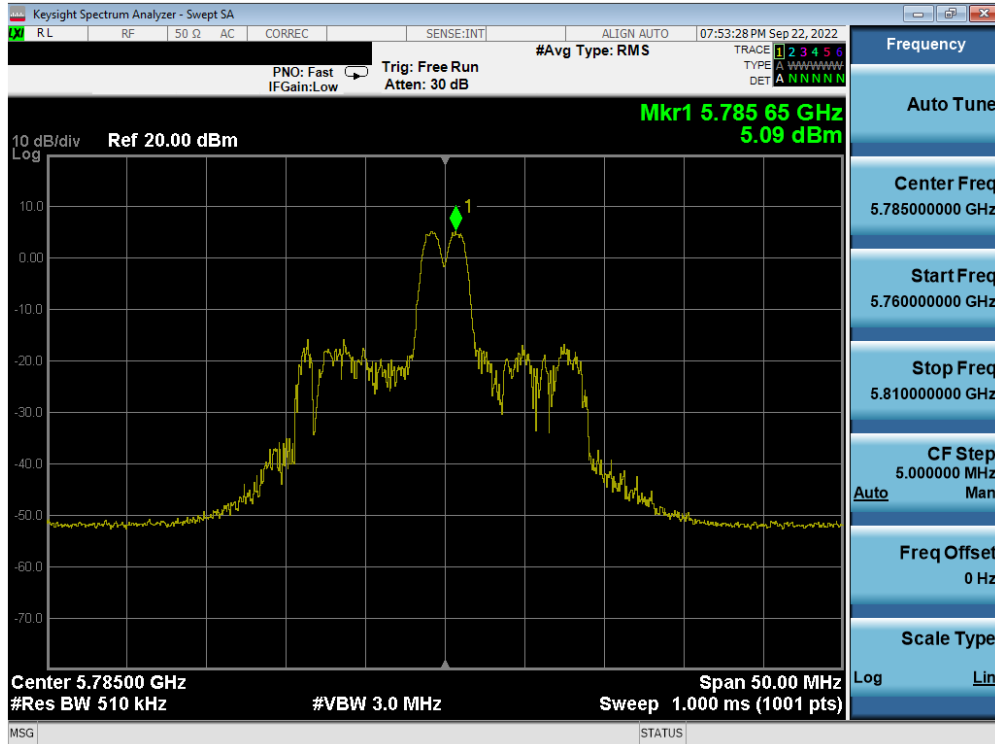 Keysight Spectrum Analyzer - Swept SA
LXI RL RF 50 Ω AC CORREC SENSE:INT ALIGN AUTO 07:53:28 PM Sep 22, 2022
#Avg Type: RMS
TRACE 1 2 3 4 5 6
TYPE A WWWWW
DET A N N N N N
PNO: Fast
IFGain:Low
Trig: Free Run
Atten: 30 dB
Mkr1 5.785 65 GHz
5.09 dBm
10 dB/div
Log
Ref 20.00 dBm
1
10.0
0.00
-10.0
-20.0
-30.0
-40.0
-50.0
-60.0
-70.0
Center 5.78500 GHz
Span 50.00 MHz
#Res BW 510 kHz
#VBW 3.0 MHz
Sweep 1.000 ms (1001 pts)
MSG
STATUS
Frequency
Auto Tune
Center Freq
5.785000000 GHz
Start Freq
5.760000000 GHz
Stop Freq
5.810000000 GHz
CF Step
5.000000 MHz
Auto Man
Freq Offset
0 Hz
Scale Type
Log Lin